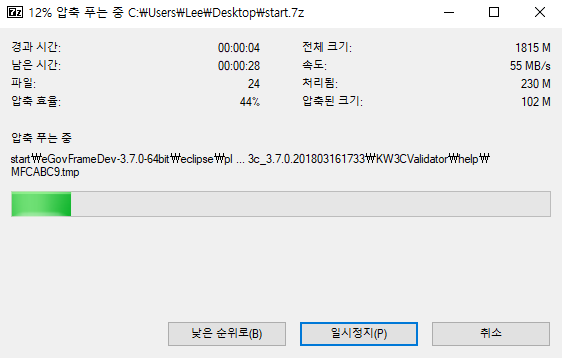 7z 12% 압축 푸는 중 C:₩Users₩Lee₩Desktop₩start.7z
경과 시간: 00:00:04 전체 크기: 1815 M
남은 시간: 00:00:28 속도: 55 MB/s
파일: 24 처리됨: 230 M
압축 효율: 44% 압축된 크기: 102 M
압축 푸는 중
start₩eGovFrameDev-3.7.0-64bit₩eclipse₩pl ... 3c_3.7.0.201803161733₩KW3CValidator₩help₩
MFCABC9.tmp
낮은 순위로(B) 일시정지(P) 취소